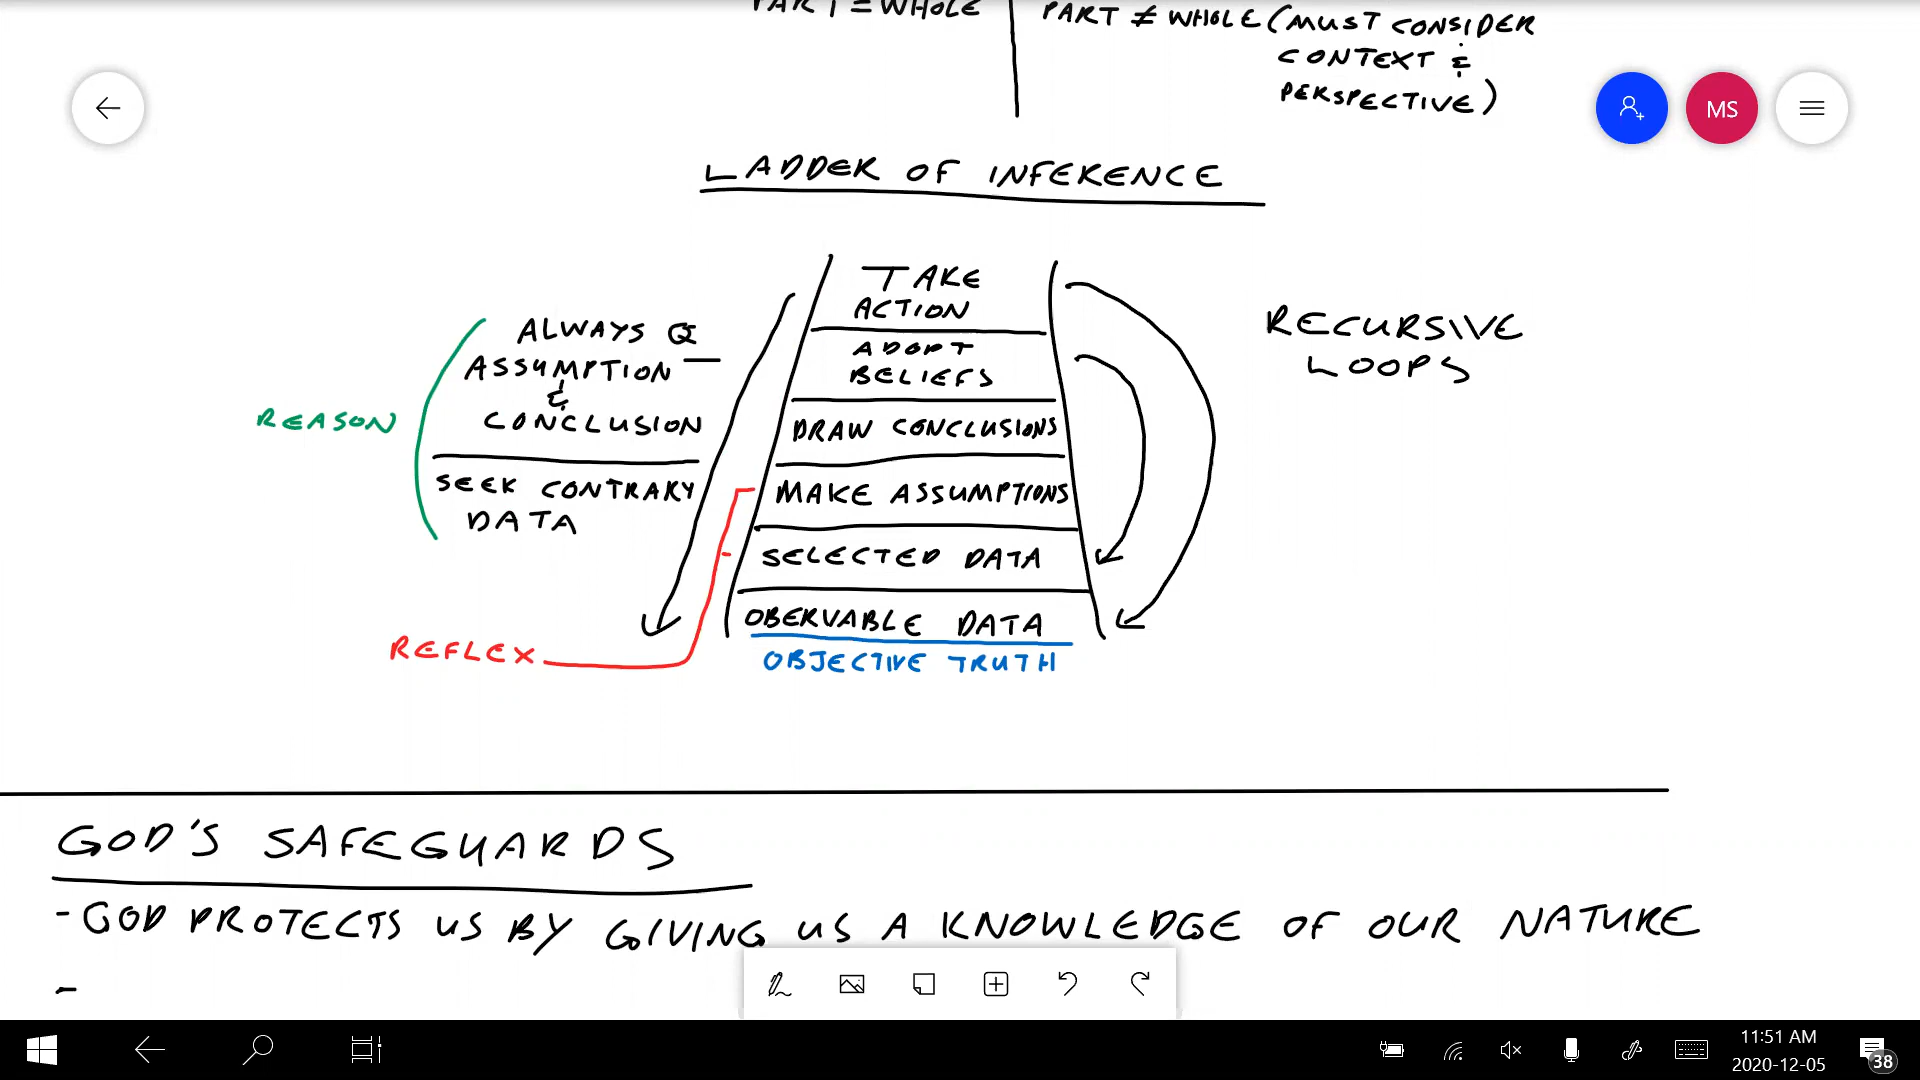 PART = WHOLE
PART ≠ WHOLE (MUST CONSIDER
CONTEXT &
PERSPECTIVE)
MS
LADDER OF INFERENCE
TAKE
ACTION
ADOPT
BELIEFS
DRAW CONCLUSIONS
MAKE ASSUMPTIONS
SELECTED DATA
OBERVABLE DATA
OBJECTIVE TRUTH
ALWAYS Q
ASSUMPTION
&
CONCLUSION
SEEK CONTRARY
DATA
REASON
REFLEX
RECURSIVE
LOOPS
GOD'S SAFEGUARDS
- GOD PROTECTS US BY GIVING US A KNOWLEDGE OF OUR NATURE
-
11:51 AM
2020-12-05
38